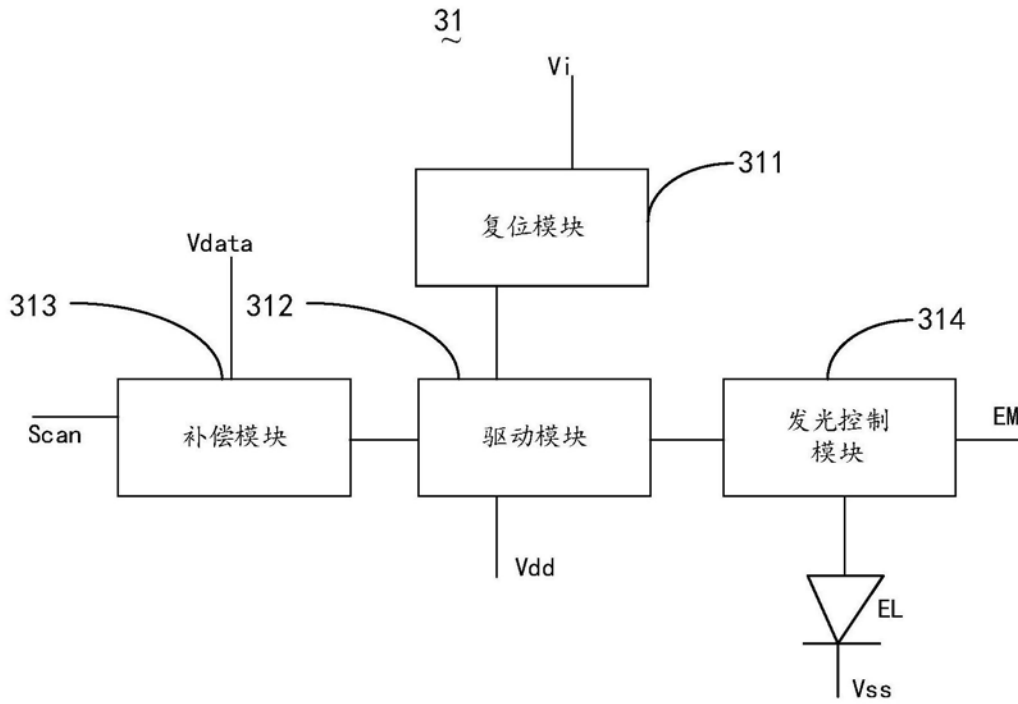 31
Vi
311
复位模块
Vdata
313
312
314
Scan
补偿模块
驱动模块
发光控制
模块
EM
Vdd
EL
Vss